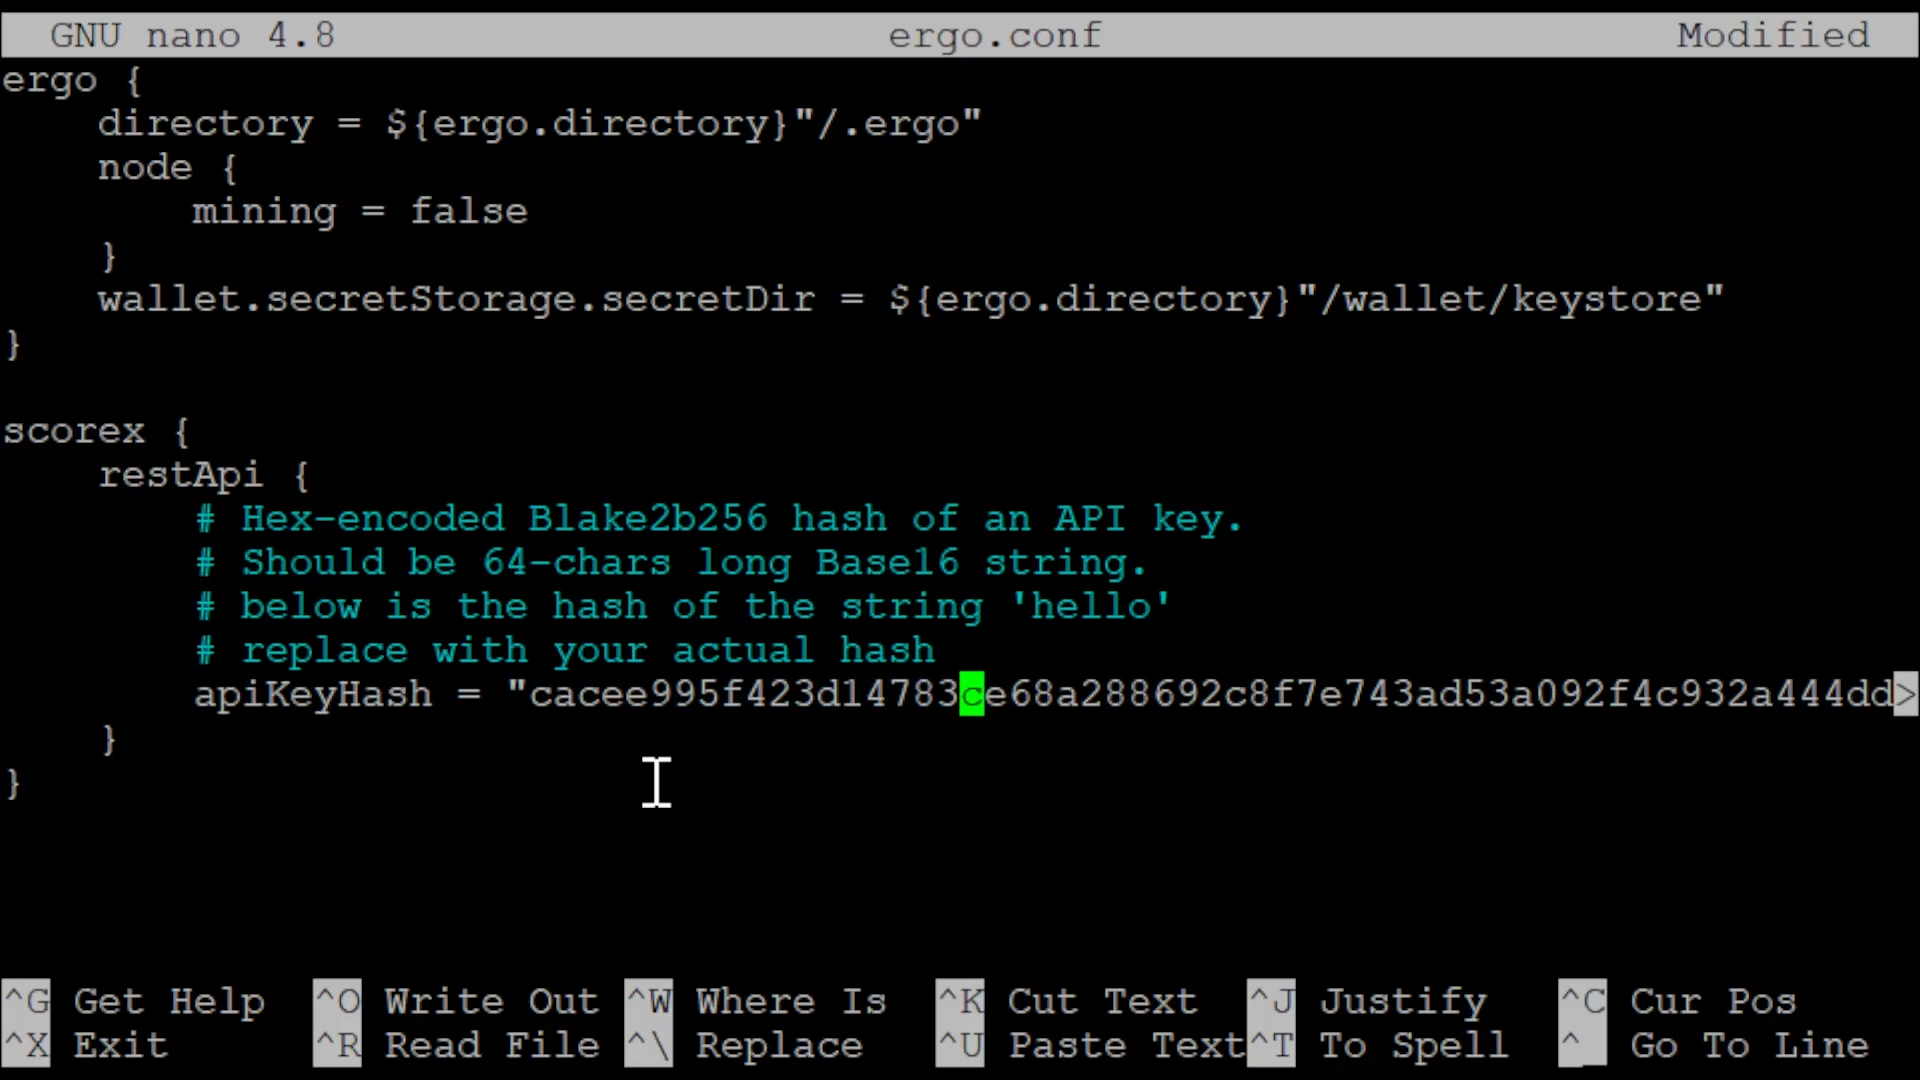 GNU nano 4.8 ergo.conf Modified
ergo {
    directory = ${ergo.directory}"/.ergo"
    node {
        mining = false
    }
    wallet.secretStorage.secretDir = ${ergo.directory}"/wallet/keystore"
}

scorex {
    restApi {
        # Hex-encoded Blake2b256 hash of an API key.
        # Should be 64-chars long Base16 string.
        # below is the hash of the string 'hello'
        # replace with your actual hash
        apiKeyHash = "cacee995f423d14783ce68a288692c8f7e743ad53a092f4c932a444dd>
    }
}
^G Get Help ^O Write Out ^W Where Is ^K Cut Text ^J Justify ^C Cur Pos
^X Exit ^R Read File ^\ Replace ^U Paste Text ^T To Spell ^_ Go To Line